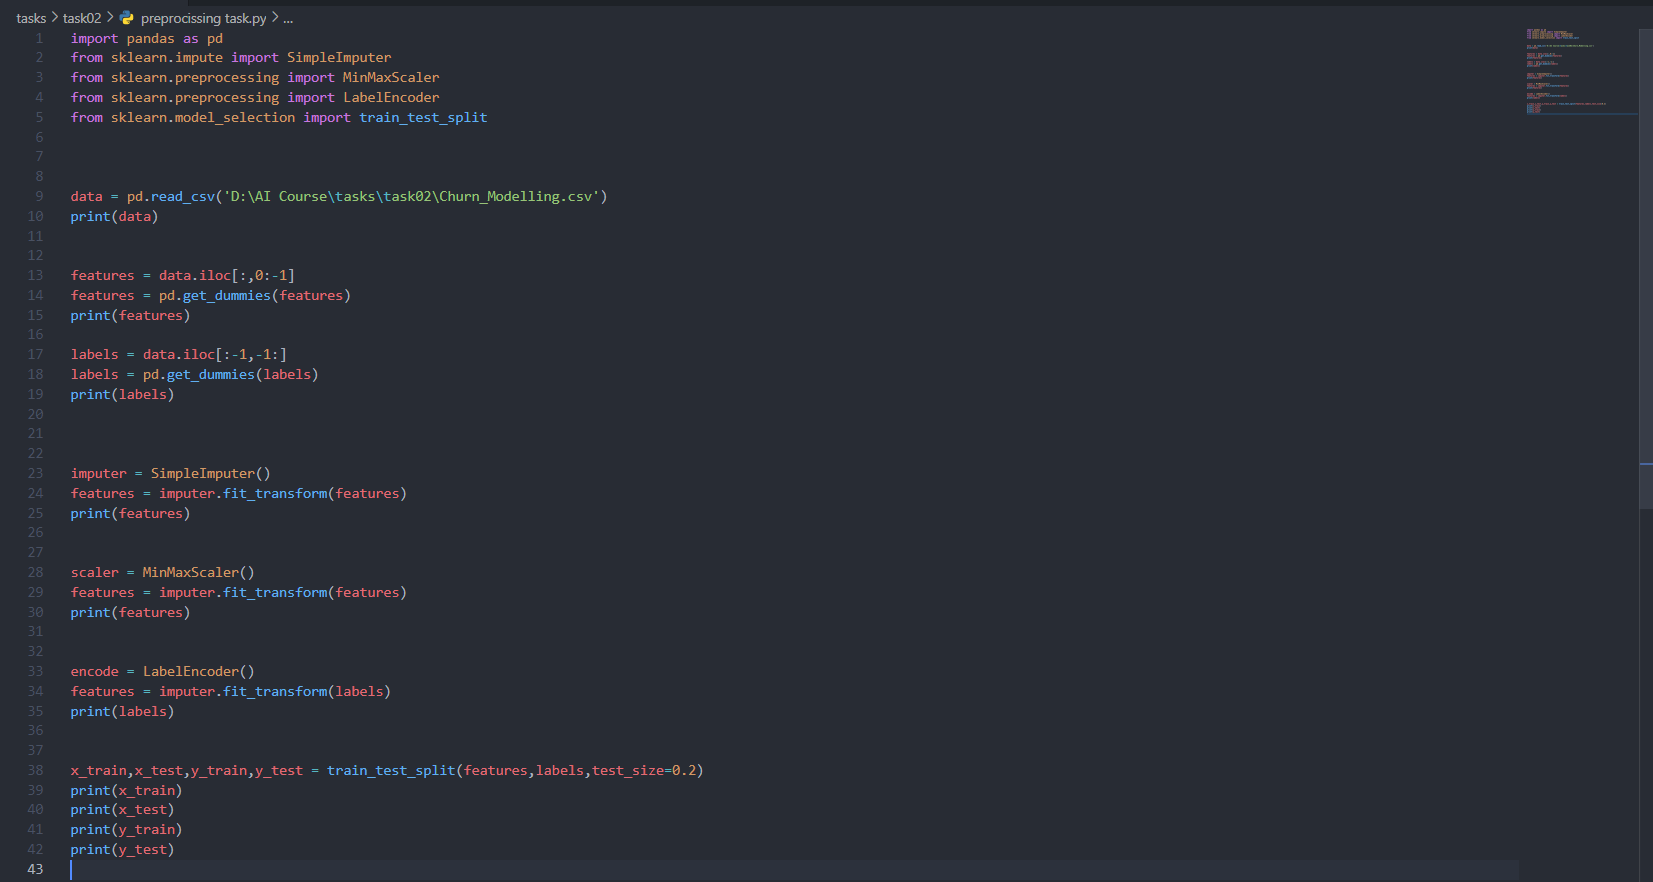 tasks > task02 > preprocissing task.py > ...
1 import pandas as pd
2 from sklearn.impute import SimpleImputer
3 from sklearn.preprocessing import MinMaxScaler
4 from sklearn.preprocessing import LabelEncoder
5 from sklearn.model_selection import train_test_split
6
7
8
9 data = pd.read_csv('D:\AI Course\tasks\task02\Churn_Modelling.csv')
10 print(data)
11
12
13 features = data.iloc[:,0:-1]
14 features = pd.get_dummies(features)
15 print(features)
16
17 labels = data.iloc[:-1,-1:]
18 labels = pd.get_dummies(labels)
19 print(labels)
20
21
22
23 imputer = SimpleImputer()
24 features = imputer.fit_transform(features)
25 print(features)
26
27
28 scaler = MinMaxScaler()
29 features = imputer.fit_transform(features)
30 print(features)
31
32
33 encode = LabelEncoder()
34 features = imputer.fit_transform(labels)
35 print(labels)
36
37
38 x_train,x_test,y_train,y_test = train_test_split(features,labels,test_size=0.2)
39 print(x_train)
40 print(x_test)
41 print(y_train)
42 print(y_test)
43